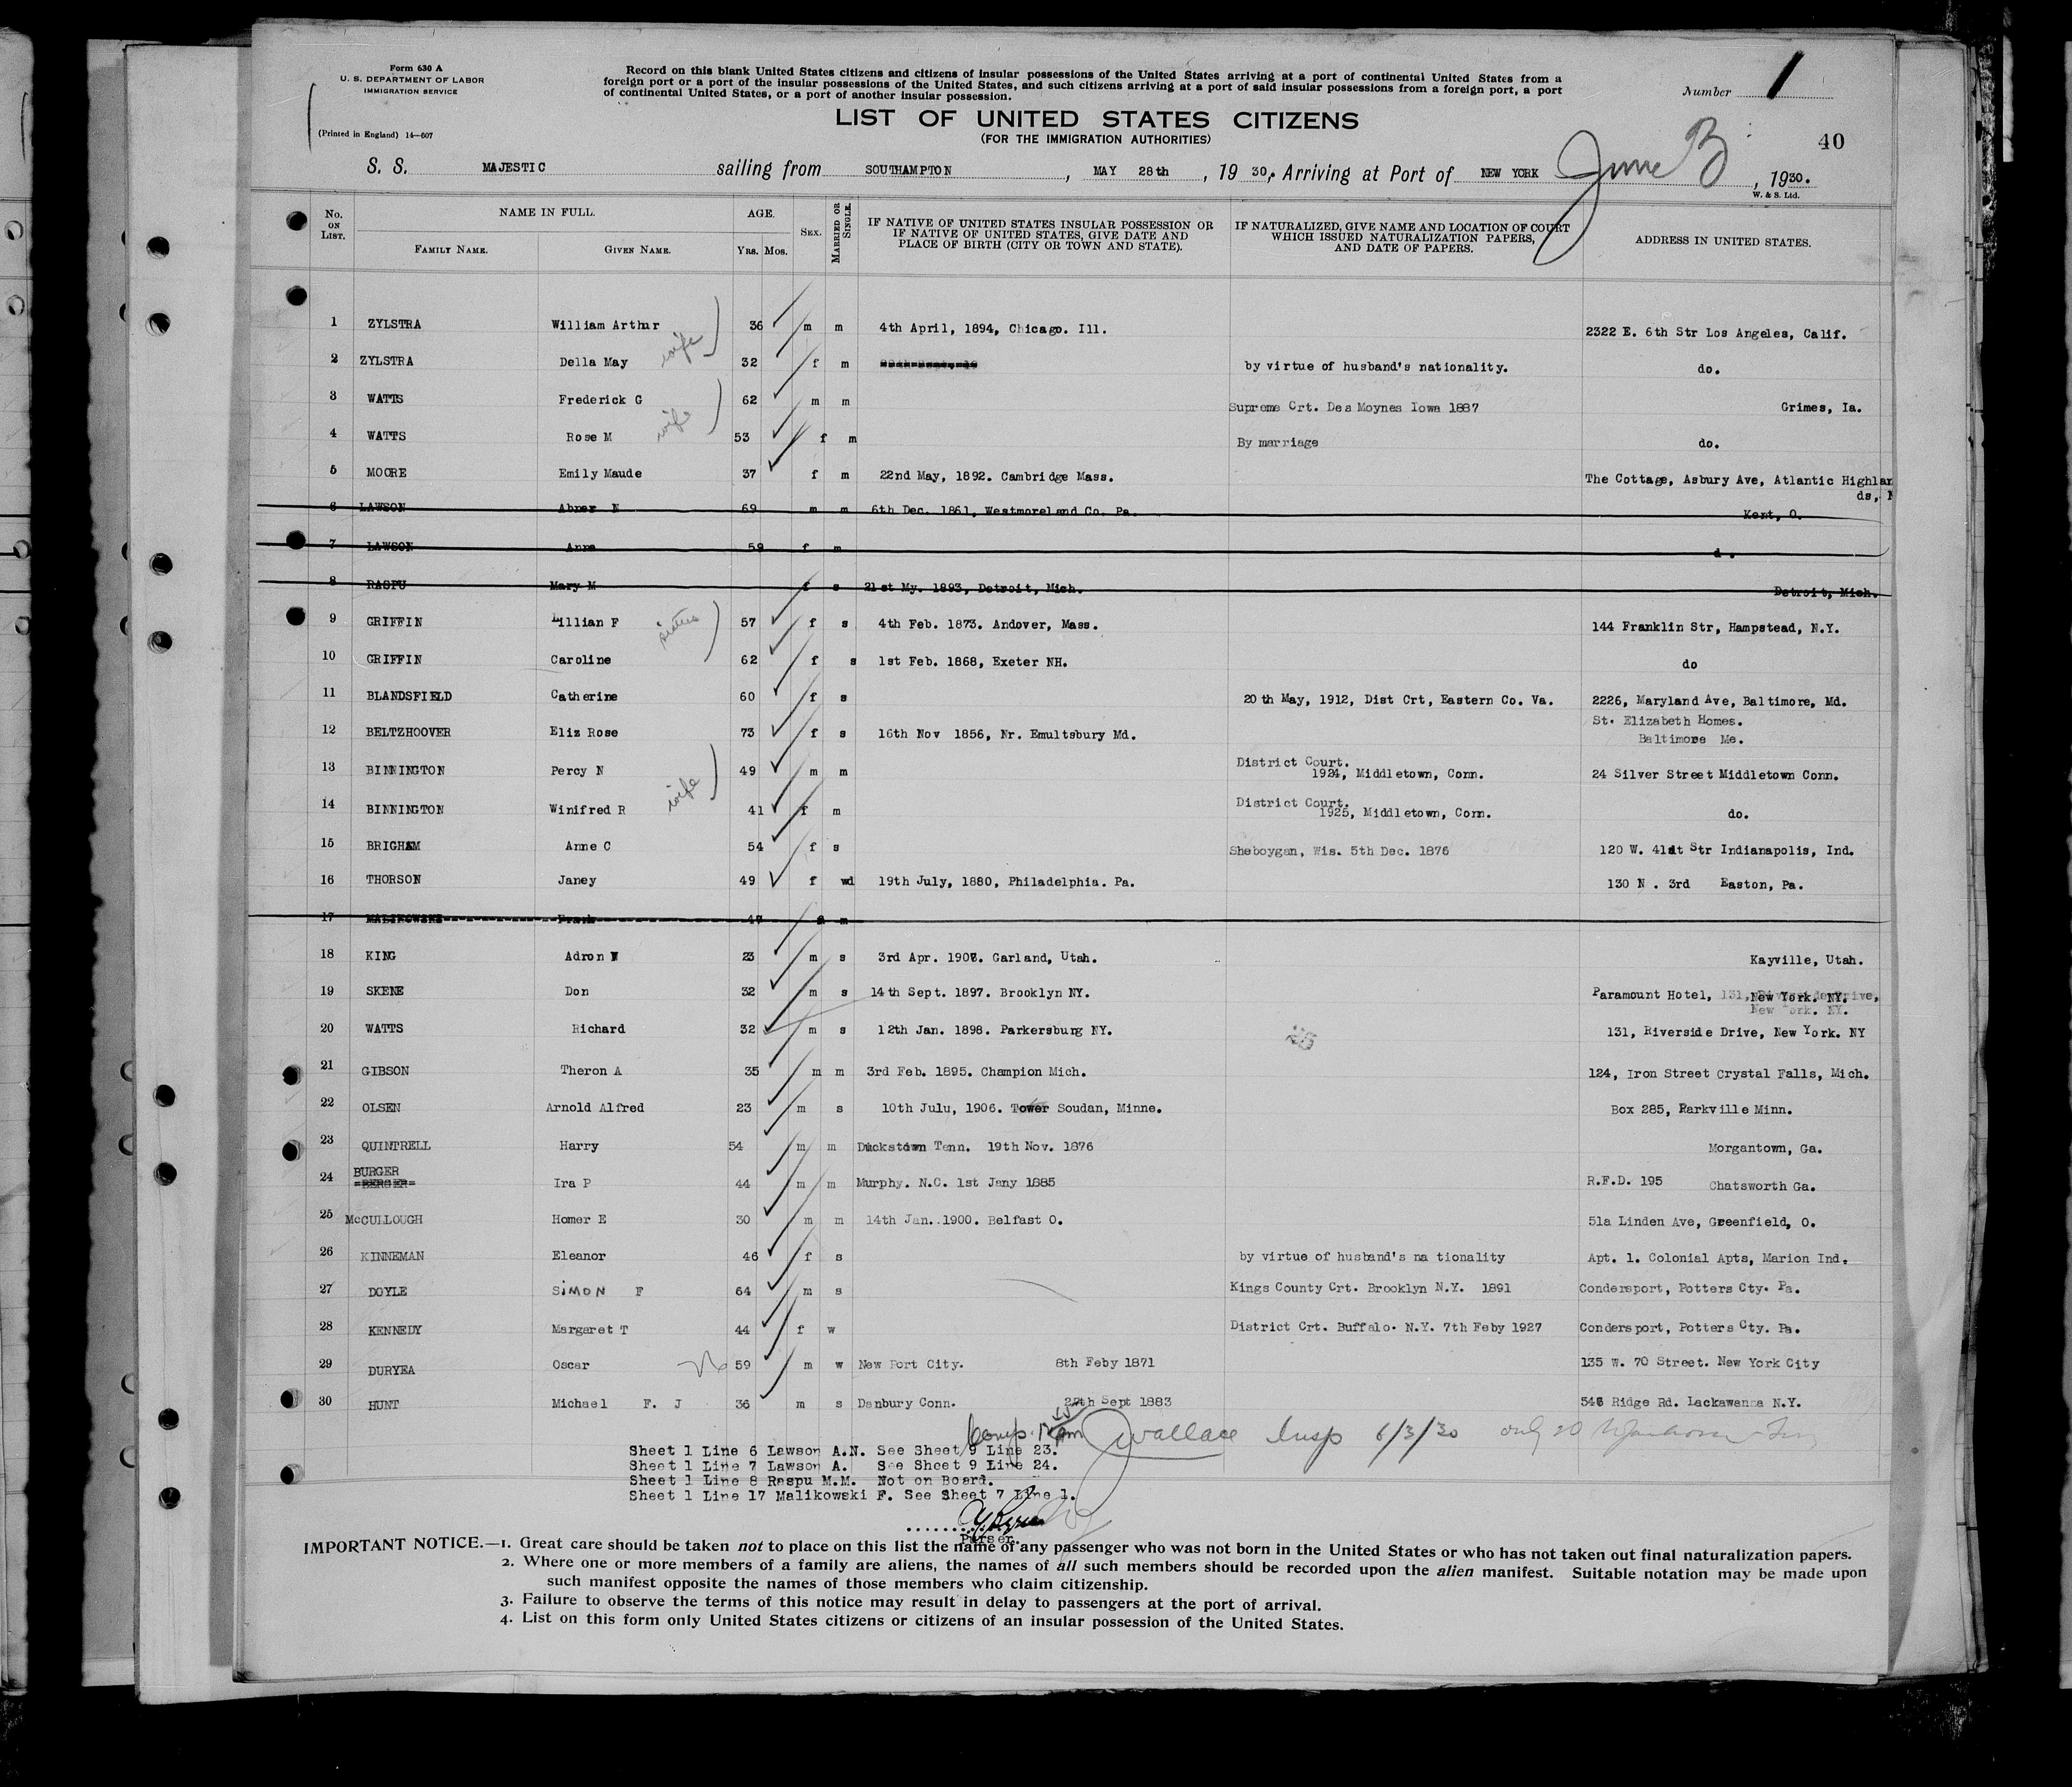 Form 630 A
U. S. DEPARTMENT OF LABOR
IMMIGRATION SERVICE
(Printed in England) 14—607
Record on this blank United States citizens and citizens of insular possessions of the United States arriving at a port of continental United States from a
foreign port or a port of the insular possessions of the United States, and such citizens arriving at a port of said insular possessions from a foreign port, a port
of continental United States, or a port of another insular possession.
Number 1
LIST OF UNITED STATES CITIZENS
(FOR THE IMMIGRATION AUTHORITIES)
40
S. S. MAJESTIC sailing from SOUTHAMPTON, MAY 28th, 19 30, Arriving at Port of NEW YORK June 3, 1930.
W. & S. Ltd.
No. ON LIST. NAME IN FULL. FAMILY NAME. GIVEN NAME. AGE. YRS. MOS. SEX. MARRIED OR SINGLE. IF NATIVE OF UNITED STATES INSULAR POSSESSION OR IF NATIVE OF UNITED STATES, GIVE DATE AND PLACE OF BIRTH (CITY OR TOWN AND STATE). IF NATURALIZED, GIVE NAME AND LOCATION OF COURT WHICH ISSUED NATURALIZATION PAPERS, AND DATE OF PAPERS. ADDRESS IN UNITED STATES.
1 ZYLSTRA William Arthur 36 m m 4th April, 1894, Chicago. Ill. 2322 E. 6th Str Los Angeles, Calif.
2 ZYLSTRA Della May wife 32 f m by virtue of husband's nationality. do.
3 WATTS Frederick G 62 m m Supreme Crt. Des Moynes Iowa 1887 Grimes, Ia.
4 WATTS Rose M wife 53 f m By marriage do.
5 MOORE Emily Maude 37 f m 22nd May, 1892. Cambridge Mass. The Cottage, Asbury Ave, Atlantic Highlan
ds, N
6 LAWSON Abner N 69 m m 6th Dec. 1861, Westmoreland Co. Pa. Kent, O.
7 LAWSON Anna 59 f m d .
8 RASPU Mary M f s 21st My. 1893, Detroit, Mich. Detroit, Mich.
9 GRIFFIN Lillian F sisters 57 f s 4th Feb. 1873. Andover, Mass. 144 Franklin Str, Hampstead, N.Y.
10 GRIFFIN Caroline 62 f s 1st Feb. 1868, Exeter NH. do
11 BLANDSFIELD Catherine 60 f s 20th May, 1912, Dist Crt, Eastern Co. Va. 2226, Maryland Ave, Baltimore, Md.
12 BELTZHOOVER Eliz Rose 73 f s 16th Nov 1856, Nr. Emultsbury Md. St. Elizabeth Homes.
Baltimore Me.
13 BINNINGTON Percy N 49 m m District Court.
1924, Middletown, Conn. 24 Silver Street Middletown Conn.
14 BINNINGTON Winifred R wife 41 f m District Court.
1925, Middletown, Conn. do.
15 BRIGHAM Anne C 54 f s Sheboygan, Wis. 5th Dec. 1876 120 W. 41st Str Indianapolis, Ind.
16 THORSON Janey 49 f wd 19th July, 1880, Philadelphia. Pa. 130 N . 3rd Easton, Pa.
17 MALIKOWSKI Frank 47 m
18 KING Adron W 23 m s 3rd Apr. 1907. Garland, Utah. Kayville, Utah.
19 SKENE Don 32 m s 14th Sept. 1897. Brooklyn NY. Paramount Hotel, New York. NY.
New York. NY.
20 WATTS Richard 32 m s 12th Jan. 1898. Parkersburg NY. 131, Riverside Drive, New York. NY
21 GIBSON Theron A 35 m m 3rd Feb. 1895. Champion Mich. 124, Iron Street Crystal Falls, Mich.
22 OLSEN Arnold Alfred 23 m s 10th Julu, 1906. Tower Soudan, Minne. Box 285, Parkville Minn.
23 QUINTRELL Harry 54 m m Duckstown Tenn. 19th Nov. 1876 Morgantown, Ga.
24 BURGER BERGER Ira P 44 m m Murphy. N.C. 1st Jany 1885 R.F.D. 195 Chatsworth Ga.
25 McCULLOUGH Homer E 30 m m 14th Jan. 1900. Belfast O. 51a Linden Ave, Greenfield, O.
26 KINNEMAN Eleanor 46 f s by virtue of husband's na tionality Apt. 1. Colonial Apts, Marion Ind.
27 DOYLE SIMON F 64 m s Kings County Crt. Brooklyn N.Y. 1891 Condersport, Potters Cty. Pa.
28 KENNEDY Margaret T 44 f w District Crt. Buffalo. N.Y. 7th Feby 1927 Condersport, Potters Cty. Pa.
29 DURYEA Oscar 59 m w New Port City. 8th Feby 1871 135 W. 70 Street. New York City
30 HUNT Michael F. J 36 m s Danbury Conn. 27th Sept 1883 546 Ridge Rd. Lackawanna N.Y.
Wallace Insp 6/3/30 only 20
Sheet 1 Line 6 Lawson A.N. See Sheet 9 Line 23.
Sheet 1 Line 7 Lawson A. See Sheet 9 Line 24.
Sheet 1 Line 8 Raspu M.M. Not on Board.
Sheet 1 Line 17 Malikowski F. See Sheet 7 Line 1.
Purser.
IMPORTANT NOTICE.—1. Great care should be taken not to place on this list the name of any passenger who was not born in the United States or who has not taken out final naturalization papers.
2. Where one or more members of a family are aliens, the names of all such members should be recorded upon the alien manifest. Suitable notation may be made upon
such manifest opposite the names of those members who claim citizenship.
3. Failure to observe the terms of this notice may result in delay to passengers at the port of arrival.
4. List on this form only United States citizens or citizens of an insular possession of the United States.